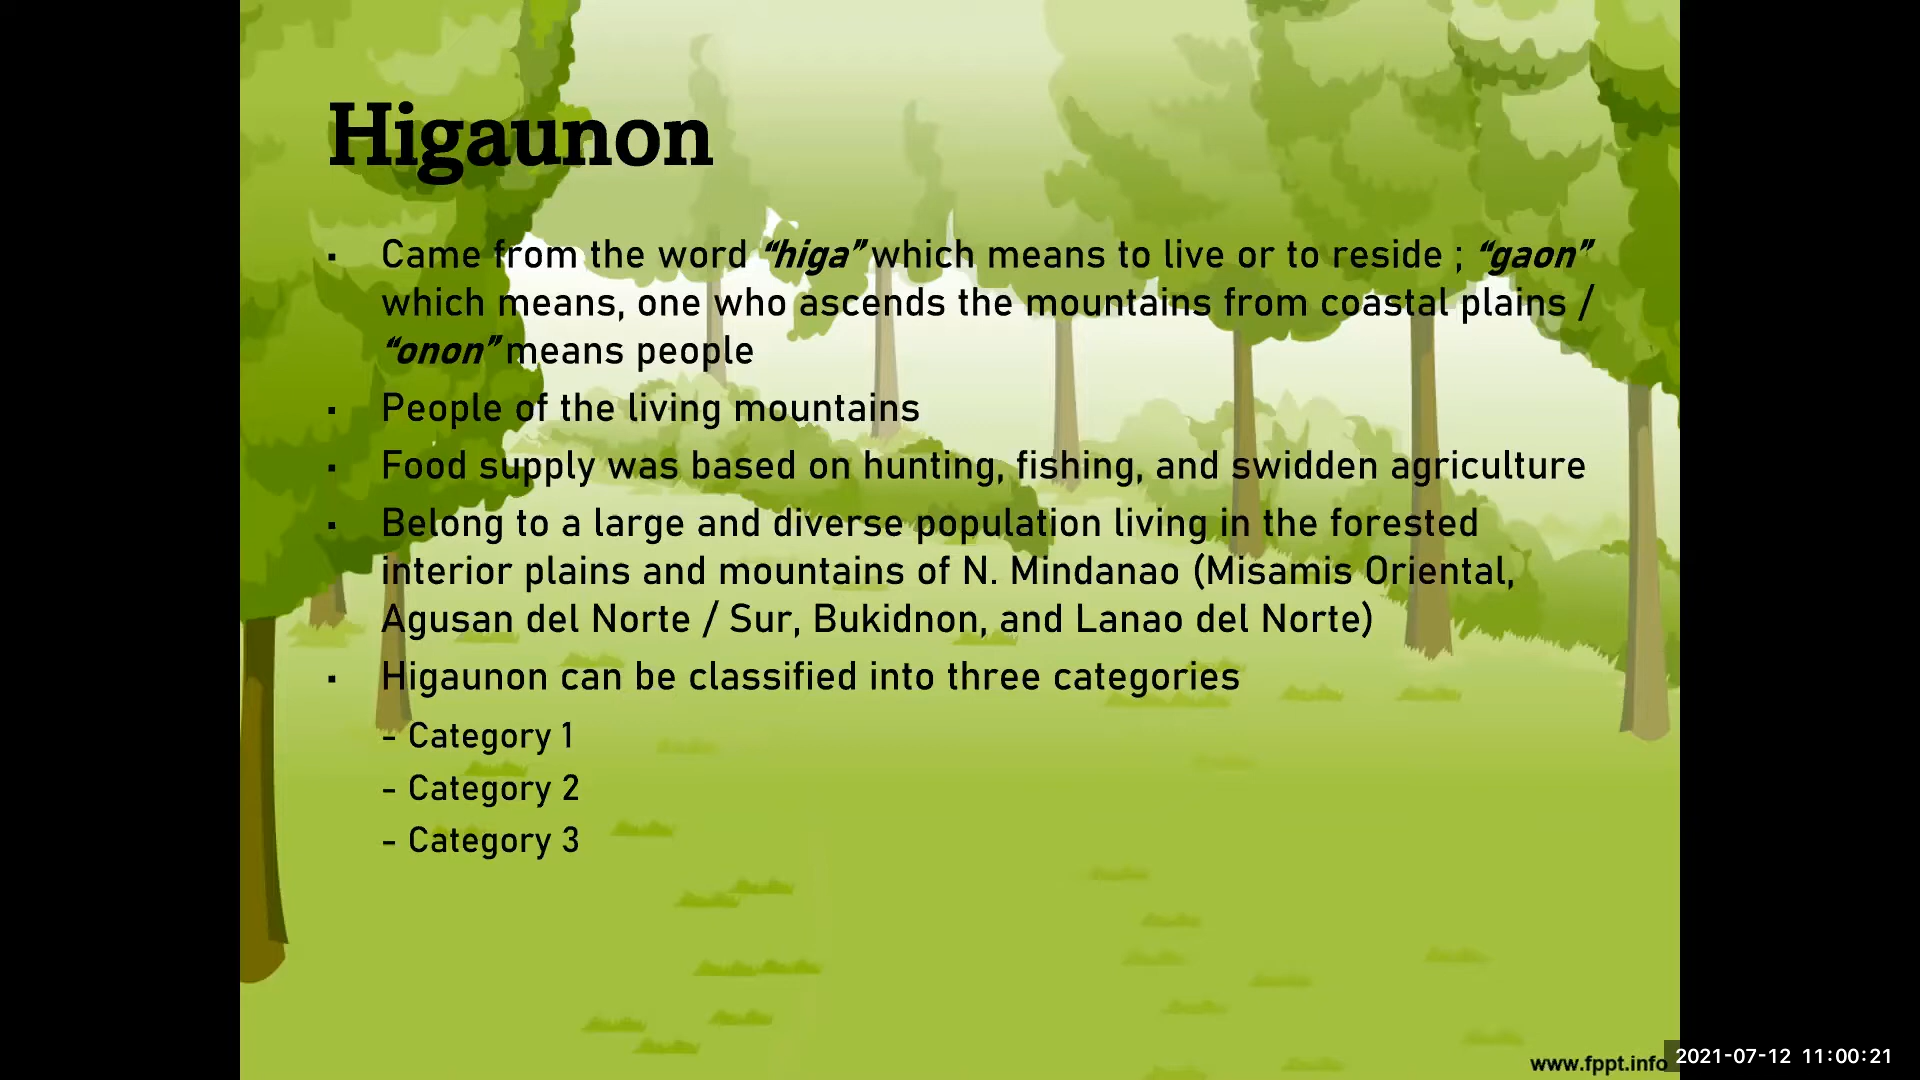 Higaunon
▪ Came from the word “higa” which means to live or to reside ; “gaon”
which means, one who ascends the mountains from coastal plains /
“onon” means people
▪ People of the living mountains
▪ Food supply was based on hunting, fishing, and swidden agriculture
▪ Belong to a large and diverse population living in the forested
interior plains and mountains of N. Mindanao (Misamis Oriental,
Agusan del Norte / Sur, Bukidnon, and Lanao del Norte)
▪ Higaunon can be classified into three categories
- Category 1
- Category 2
- Category 3
www.fppt.info
2021-07-12 11:00:21